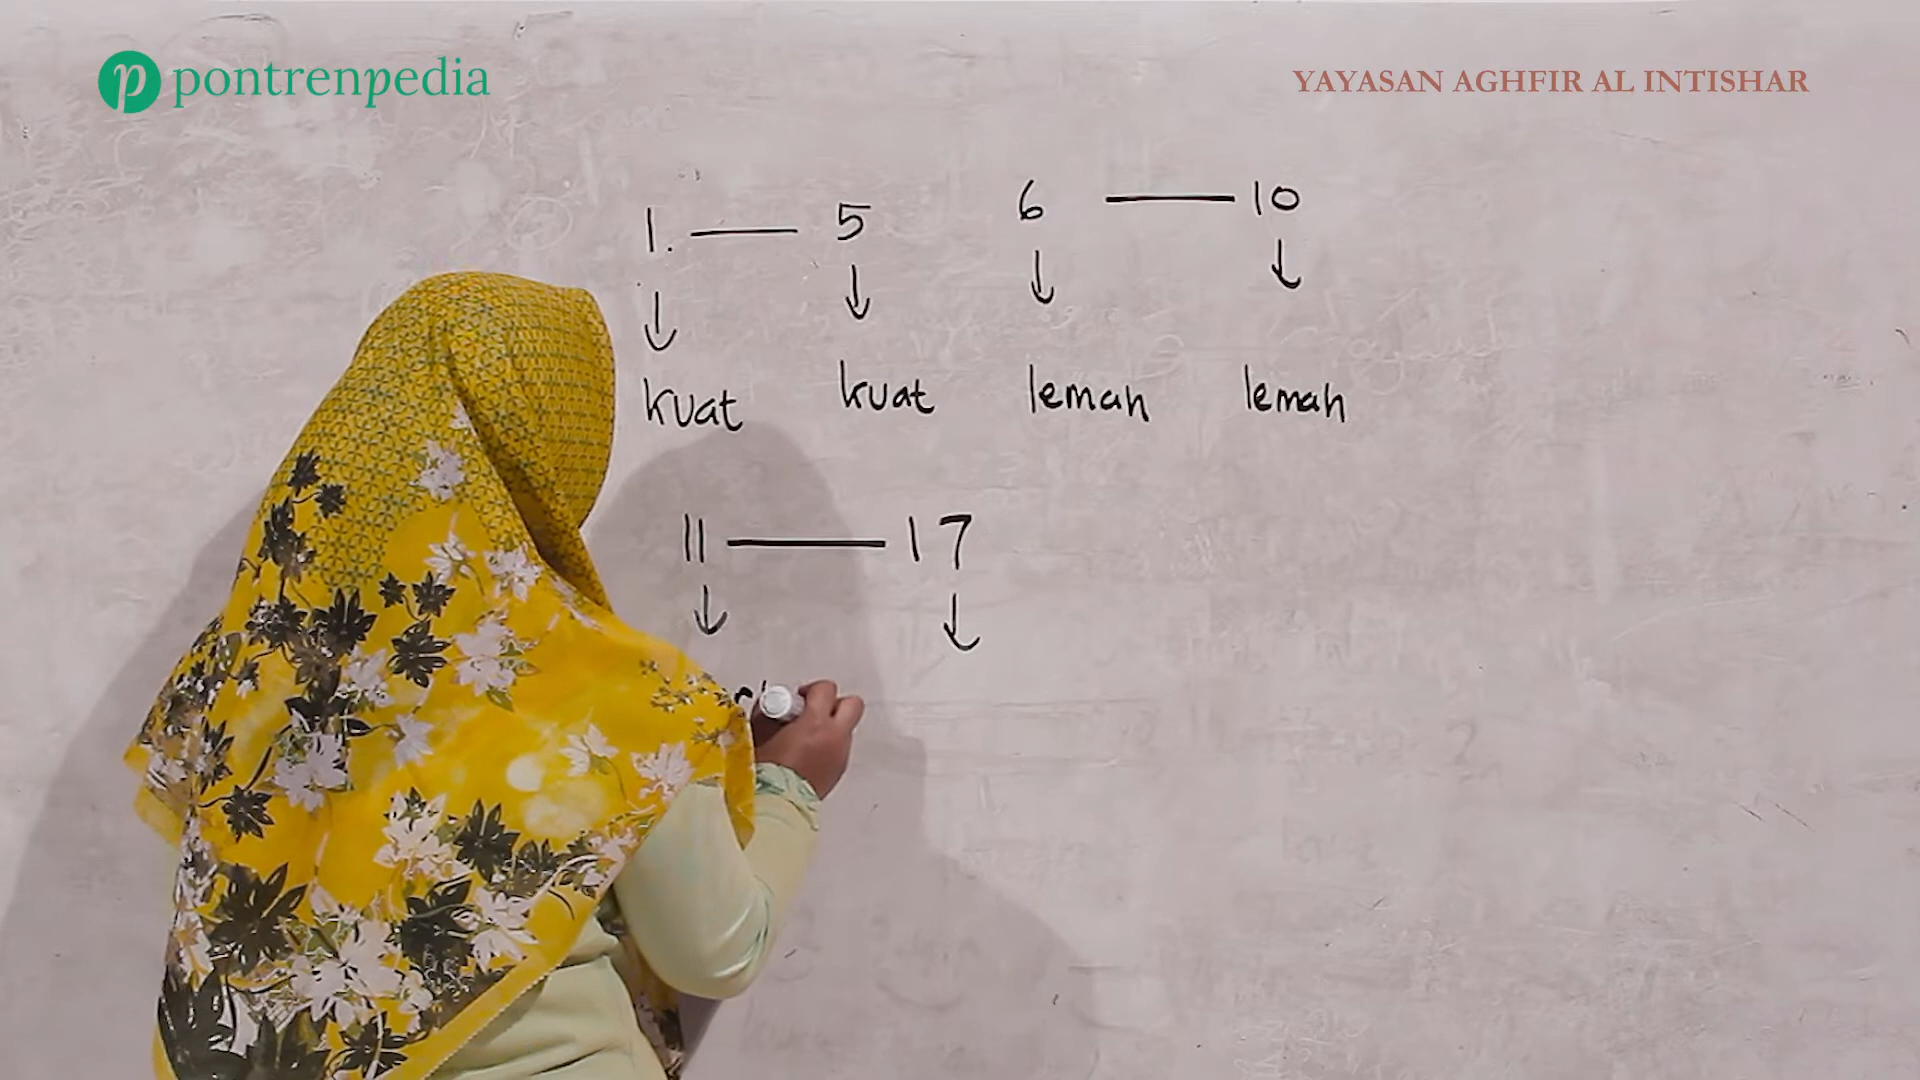 pontrenpedia
YAYASAN AGHFIR AL INTISHAR
1. — 5 6 — 10
↓ ↓ ↓ ↓
kuat kuat lemah lemah
11 — 17
↓ ↓